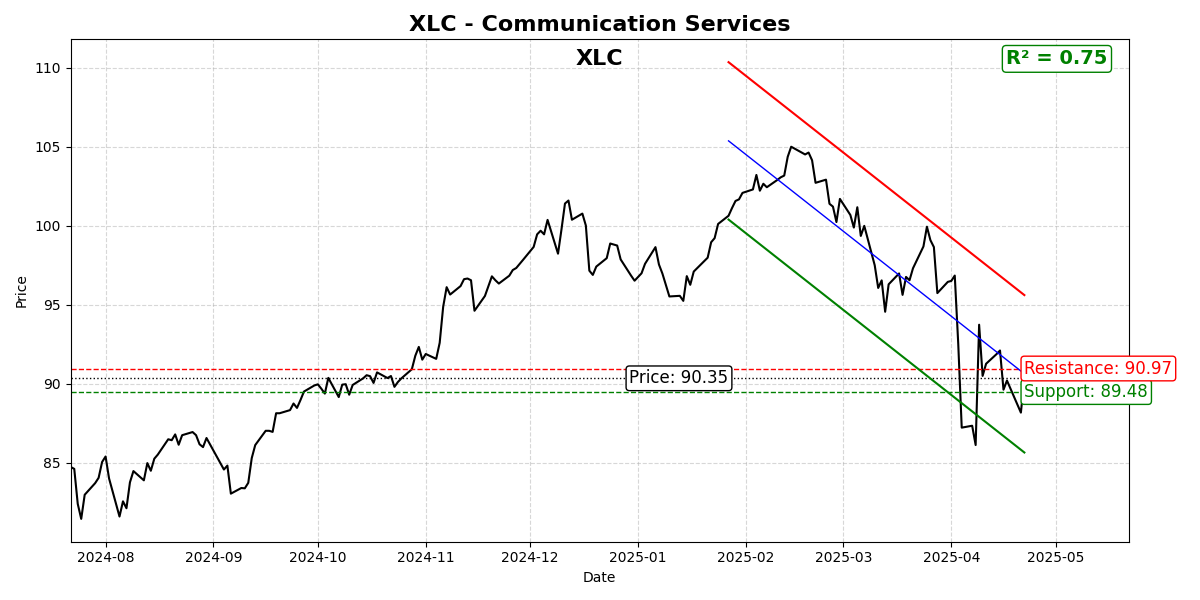 XLC - Communication Services
XLC
R² = 0.75
110
105
100
95
90
85
Price
Price: 90.35
Resistance: 90.97
Support: 89.48
2024-08
2024-09
2024-10
2024-11
2024-12
2025-01
2025-02
2025-03
2025-04
2025-05
Date